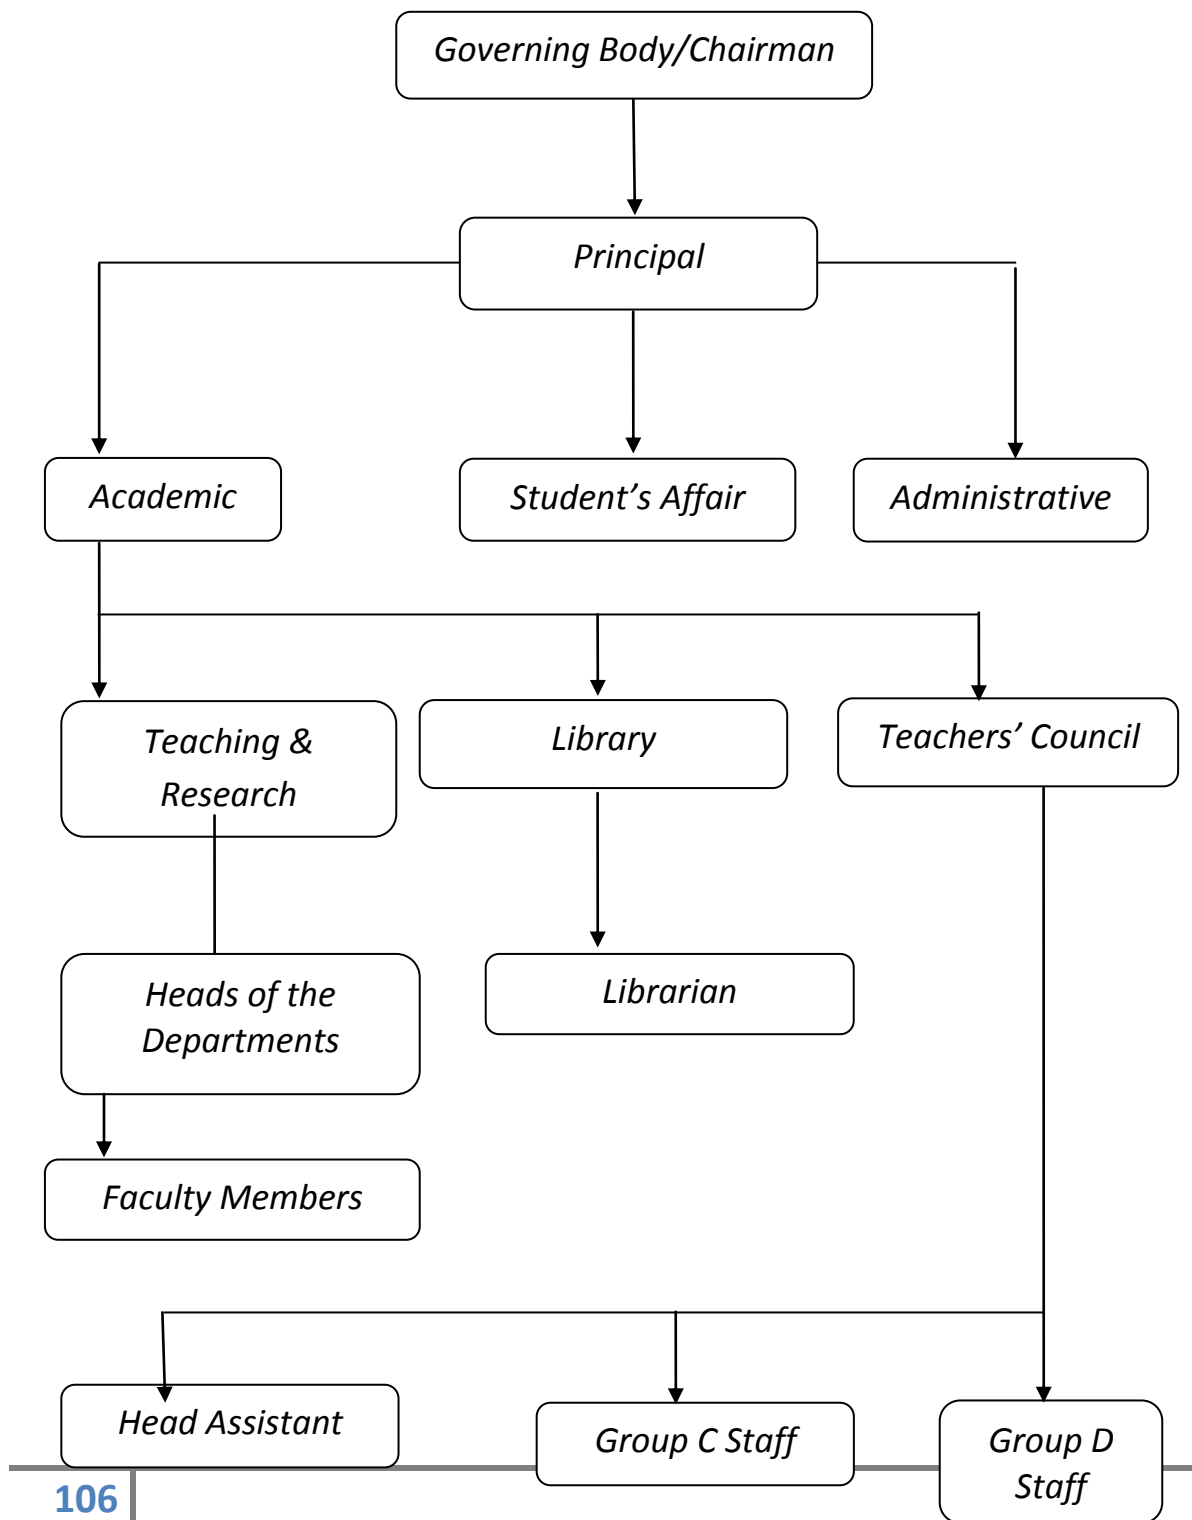 Governing Body/Chairman
Principal
Academic
Student’s Affair
Administrative
Teaching &
Research
Library
Teachers’ Council
Heads of the
Departments
Librarian
Faculty Members
Head Assistant
Group C Staff
Group D
Staff
106